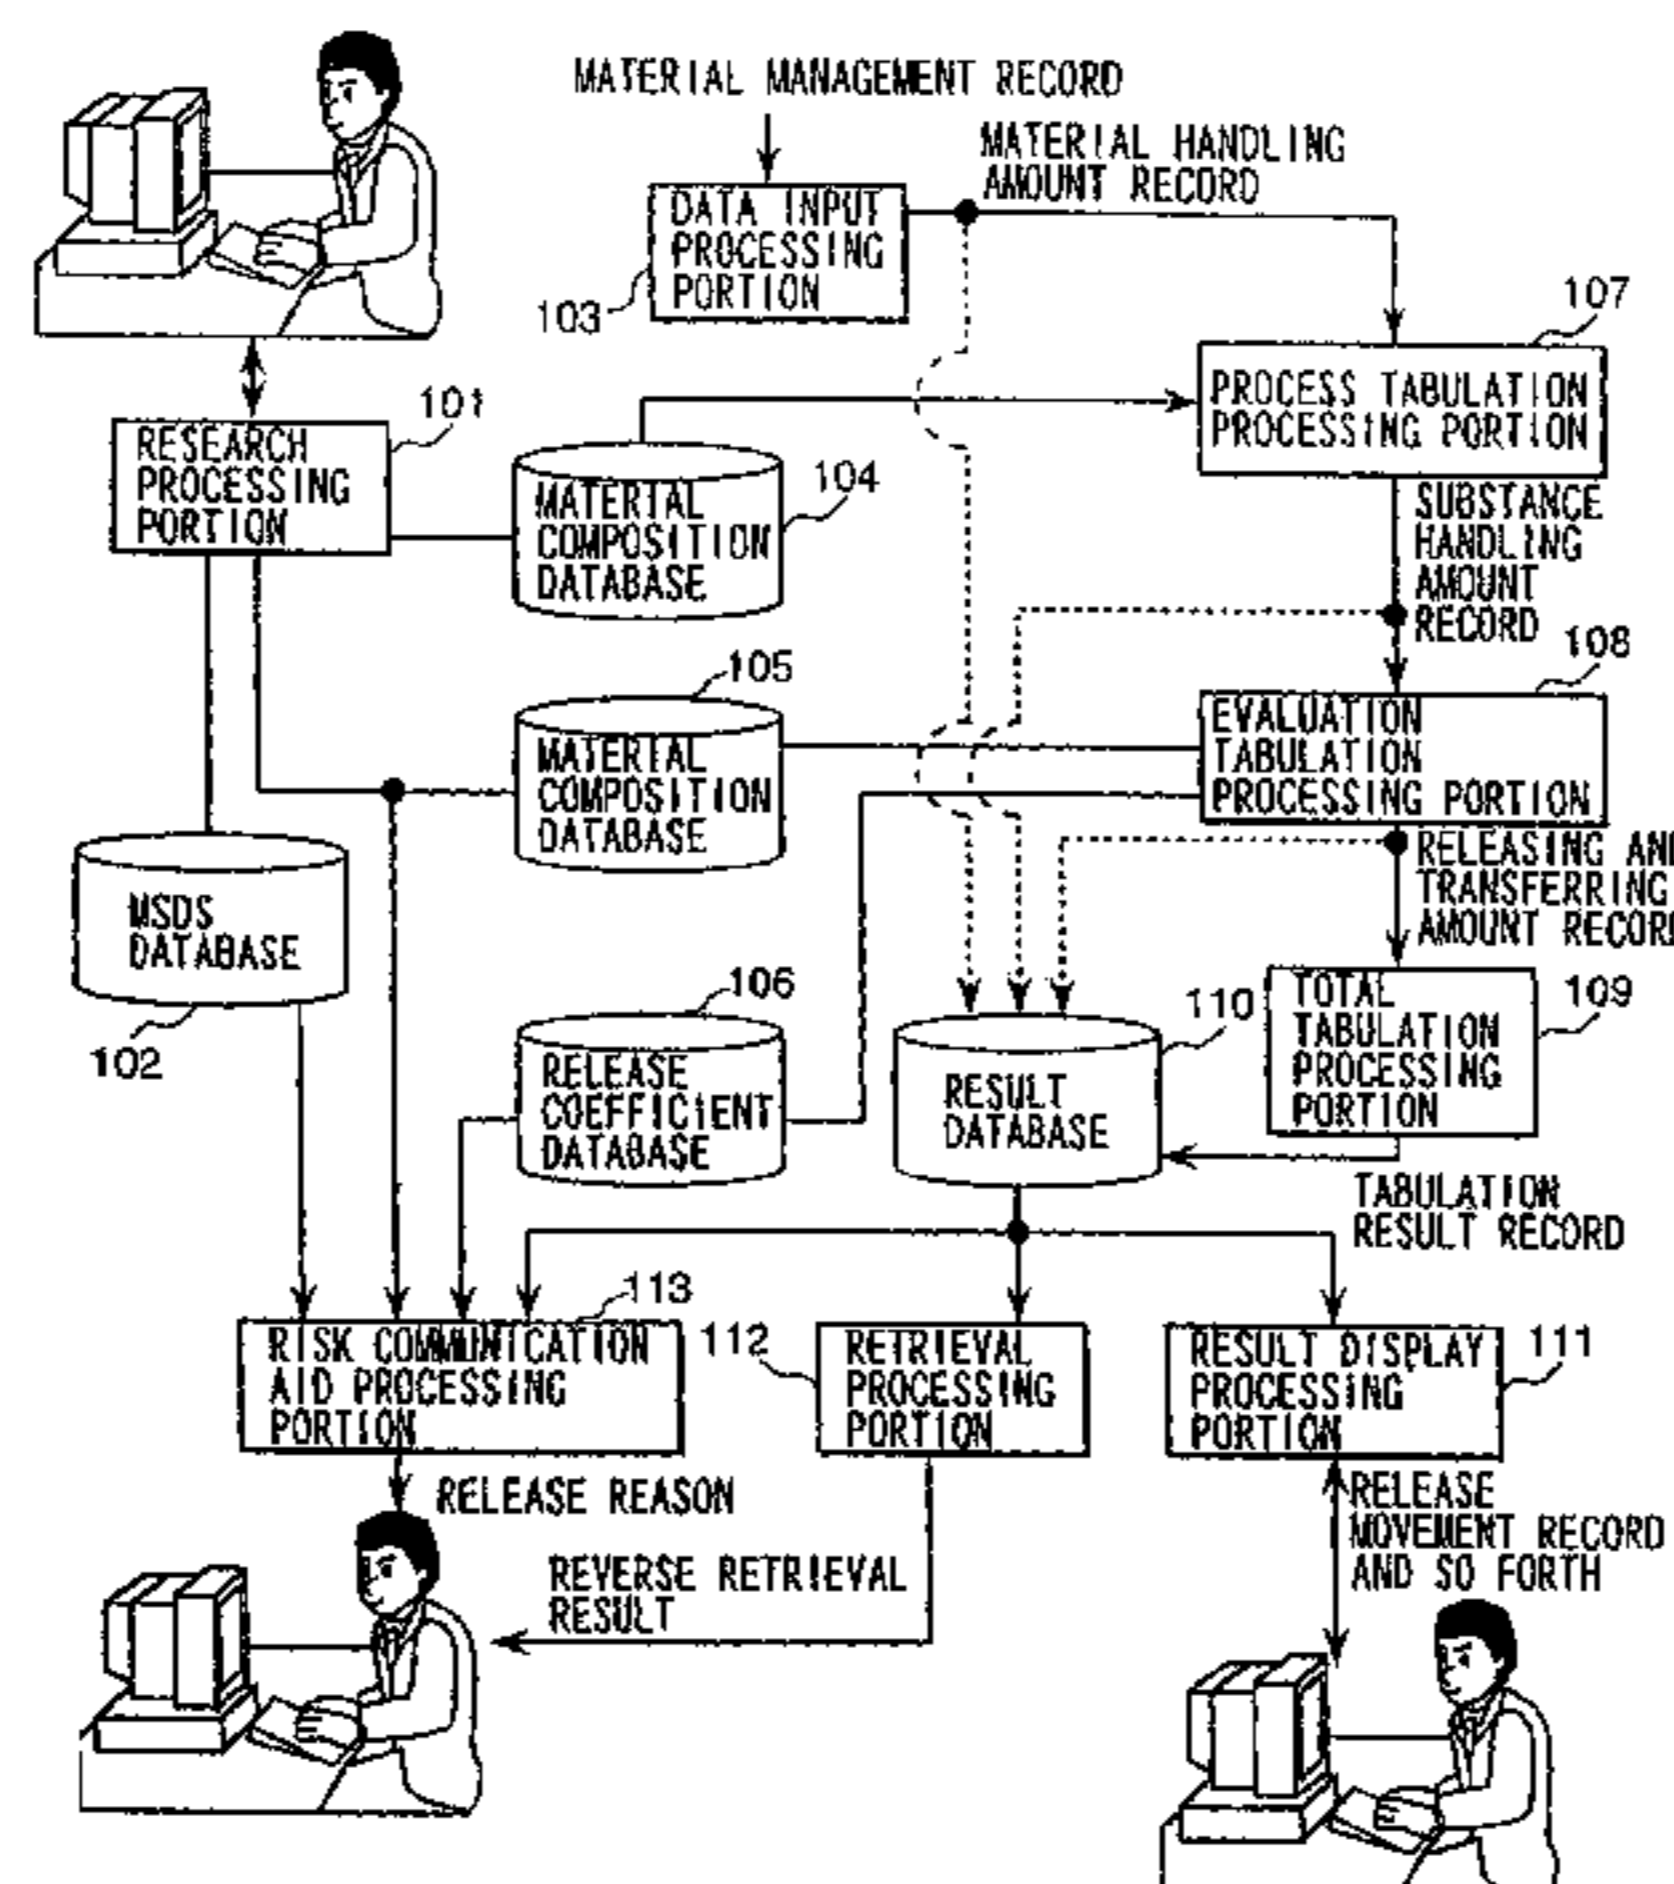 MATERIAL MANAGEMENT RECORD
MATERIAL HANDLING
AMOUNT RECORD
DATA INPUT
PROCESSING
PORTION
103
107
PROCESS TABULATION
PROCESSING PORTION
101
RESEARCH
PROCESSING
PORTION
104
MATERIAL
COMPOSITION
DATABASE
SUBSTANCE
HANDLING
AMOUNT
RECORD
105
MATERIAL
COMPOSITION
DATABASE
108
EVALUATION
TABULATION
PROCESSING PORTION
MSDS
DATABASE
102
RELEASING AND
TRANSFERRING
AMOUNT RECORD
106
RELEASE
COEFFICIENT
DATABASE
110
RESULT
DATABASE
109
TOTAL
TABULATION
PROCESSING
PORTION
TABULATION
RESULT RECORD
113
RISK COMMUNICATION
AID PROCESSING
PORTION
112
RETRIEVAL
PROCESSING
PORTION
111
RESULT DISPLAY
PROCESSING
PORTION
RELEASE REASON
REVERSE RETRIEVAL
RESULT
RELEASE
MOVEMENT RECORD
AND SO FORTH